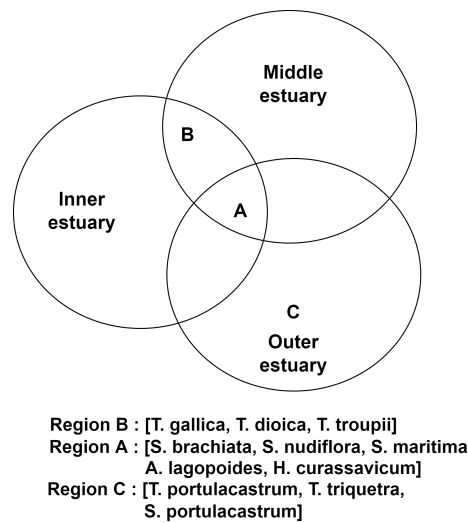 Middle
estuary
B
Inner
estuary
A
C
Outer
estuary
Region B : [T. gallica, T. dioica, T. troupii]
Region A : [S. brachiata, S. nudiflora, S. maritima
A. lagopoides, H. curassavicum]
Region C : [T. portulacastrum, T. triquetra,
S. portulacastrum]